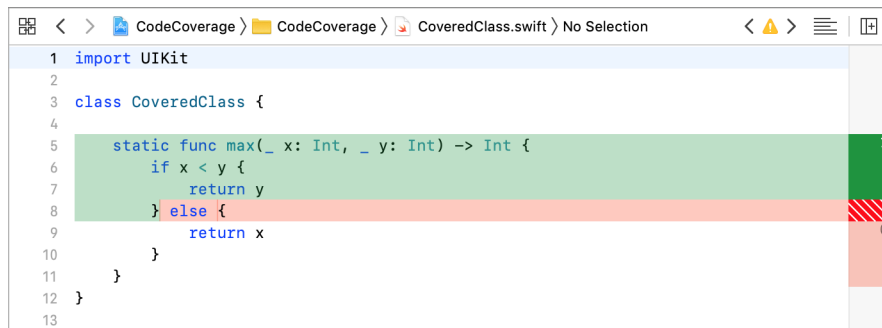 CodeCoverage 〉 CodeCoverage 〉 CoveredClass.swift 〉 No Selection
1 import UIKit
2
3 class CoveredClass {
4
5     static func max(_ x: Int, _ y: Int) -> Int {
6         if x < y {
7             return y
8         } else {
9             return x
10         }
11     }
12 }
13